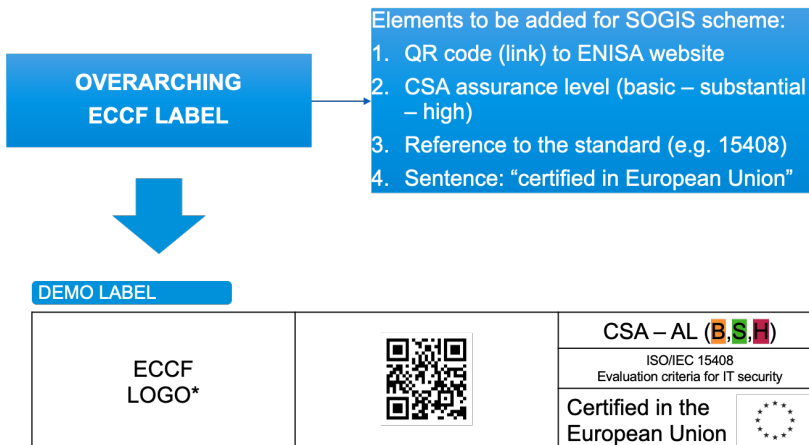 Elements to be added for SOGIS scheme:
1. QR code (link) to ENISA website
2. CSA assurance level (basic – substantial
– high)
3. Reference to the standard (e.g. 15408)
4. Sentence: “certified in European Union”
OVERARCHING
ECCF LABEL
DEMO LABEL
ECCF
LOGO*
CSA – AL (B,S,H)
ISO/IEC 15408
Evaluation criteria for IT security
Certified in the
European Union